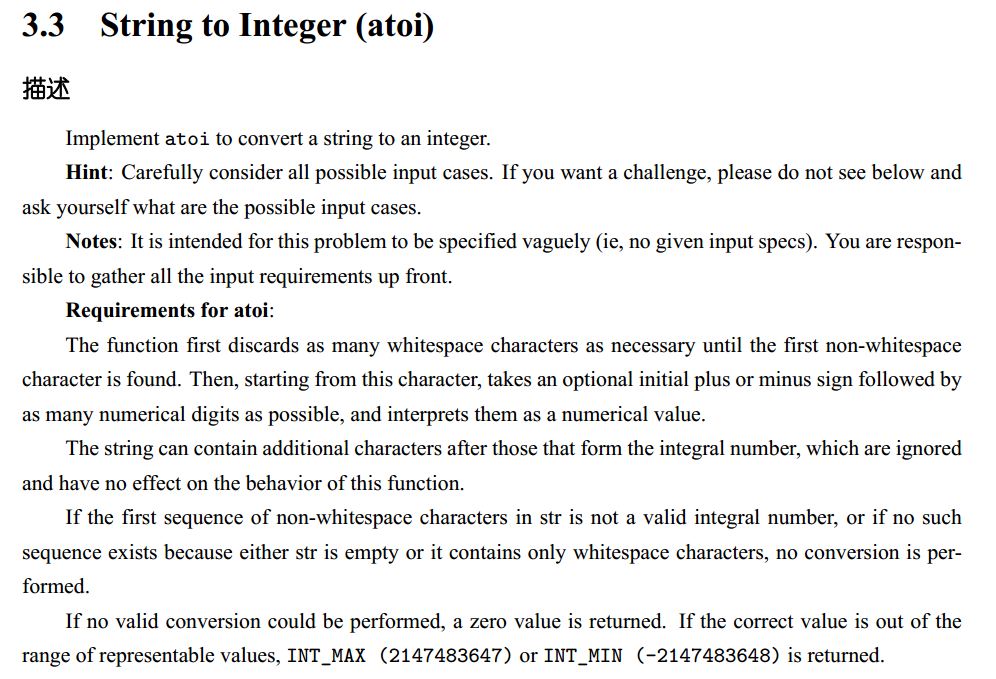 3.3 String to Integer (atoi)
描述
Implement atoi to convert a string to an integer.
Hint: Carefully consider all possible input cases. If you want a challenge, please do not see below and
ask yourself what are the possible input cases.
Notes: It is intended for this problem to be specified vaguely (ie, no given input specs). You are respon-
sible to gather all the input requirements up front.
Requirements for atoi:
The function first discards as many whitespace characters as necessary until the first non-whitespace
character is found. Then, starting from this character, takes an optional initial plus or minus sign followed by
as many numerical digits as possible, and interprets them as a numerical value.
The string can contain additional characters after those that form the integral number, which are ignored
and have no effect on the behavior of this function.
If the first sequence of non-whitespace characters in str is not a valid integral number, or if no such
sequence exists because either str is empty or it contains only whitespace characters, no conversion is per-
formed.
If no valid conversion could be performed, a zero value is returned. If the correct value is out of the
range of representable values, INT_MAX (2147483647) or INT_MIN (-2147483648) is returned.